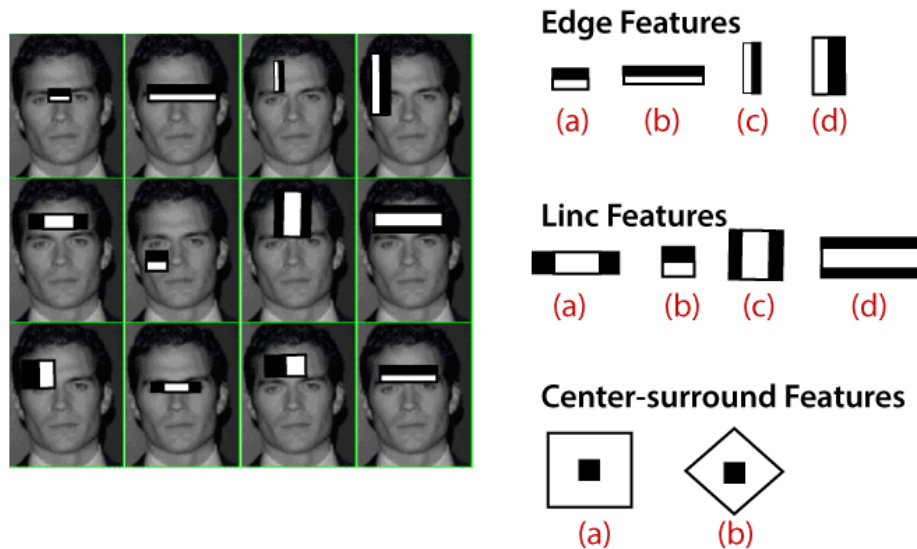 Edge Features
(a) (b) (c) (d)
Linc Features
(a) (b) (c) (d)
Center-surround Features
(a) (b)